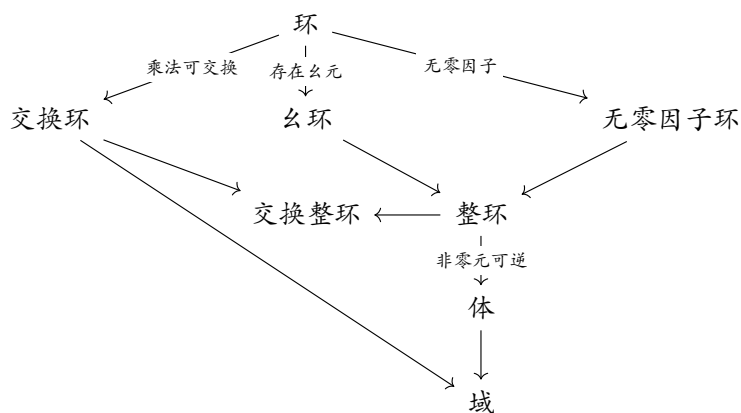 环
乘法可交换
存在幺元
无零因子
交换环
幺环
无零因子环
交换整环
整环
非零元可逆
体
域